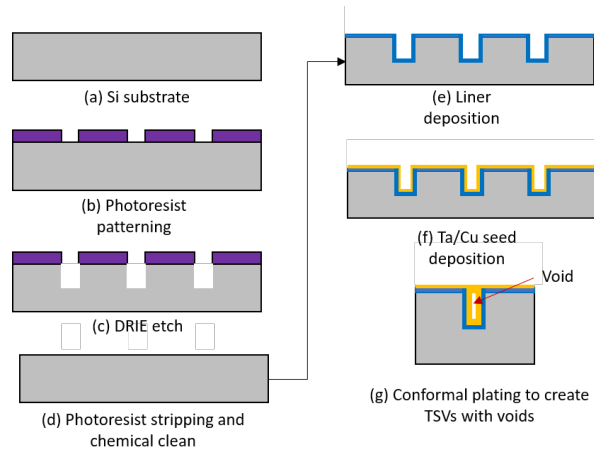 (a) Si substrate
(b) Photoresist
patterning
(c) DRIE etch
(d) Photoresist stripping and
chemical clean
(e) Liner
deposition
(f) Ta/Cu seed
deposition
Void
(g) Conformal plating to create
TSVs with voids